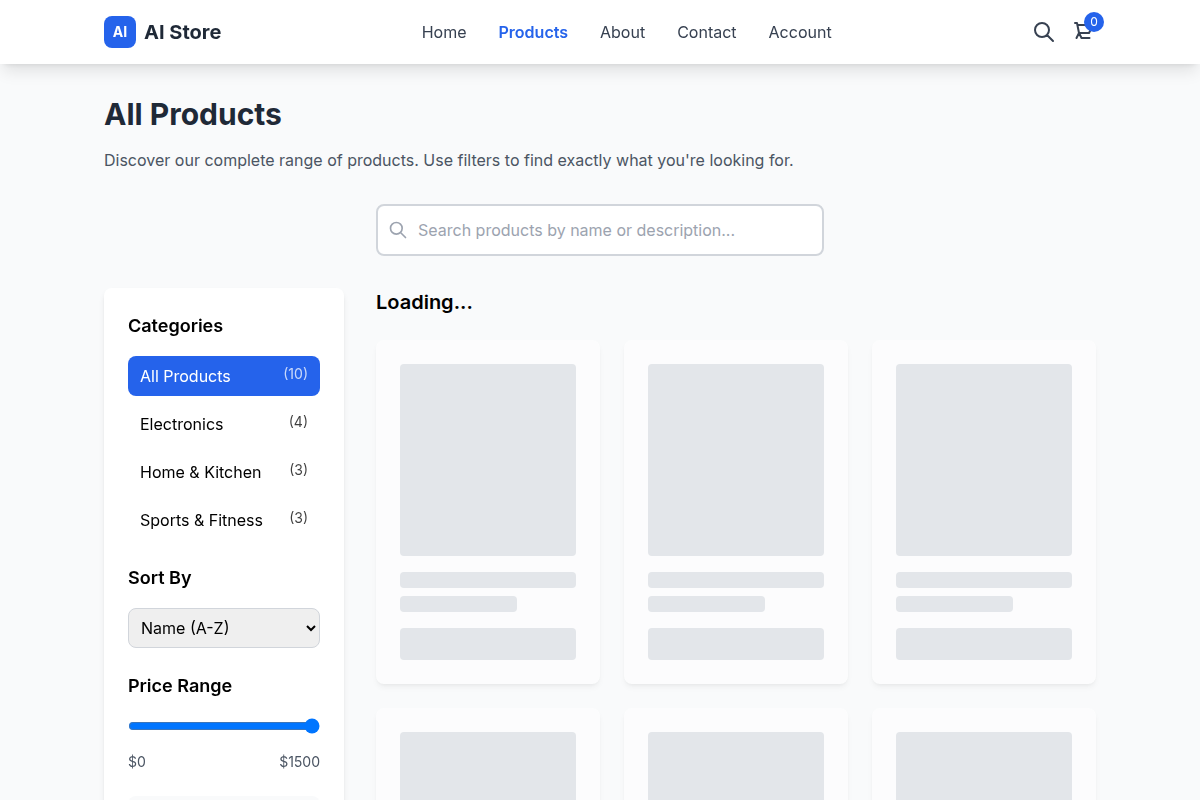 AI AI Store Home Products About Contact Account 0
All Products
Discover our complete range of products. Use filters to find exactly what you're looking for.
Search products by name or description...
Categories
All Products (10)
Electronics (4)
Home & Kitchen (3)
Sports & Fitness (3)
Sort By
Name (A-Z)
Price Range
$0 $1500
Loading...